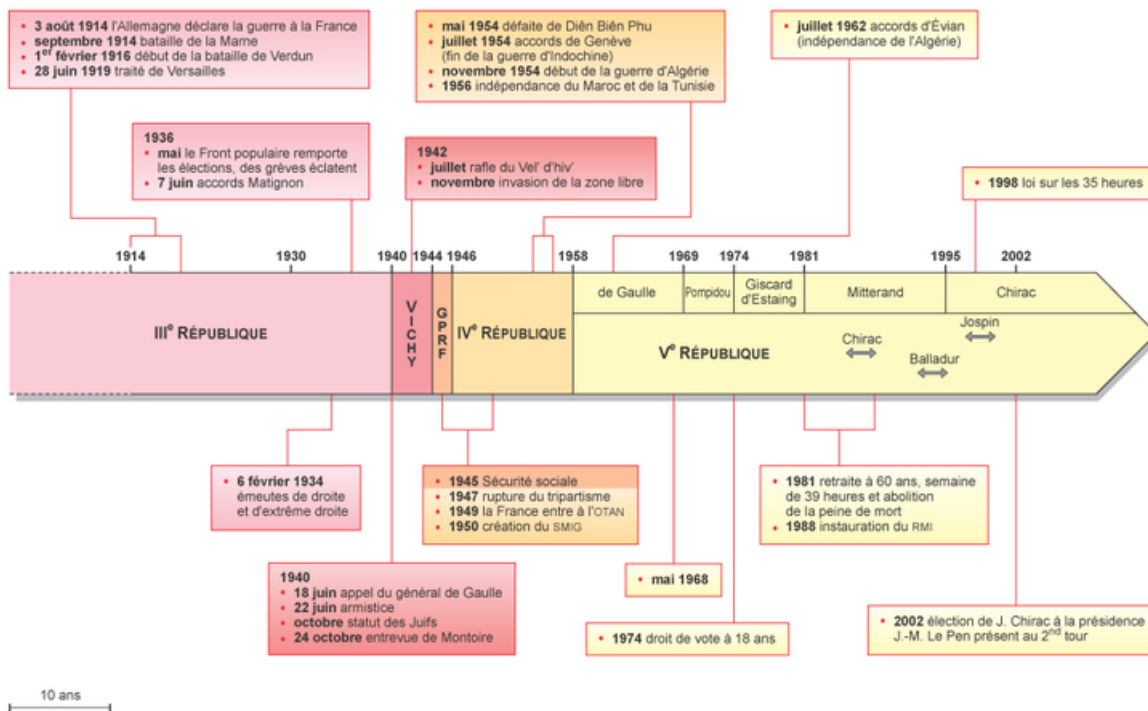 • 3 août 1914 l'Allemagne déclare la guerre à la France
• septembre 1914 bataille de la Marne
• 1er février 1916 début de la bataille de Verdun
• 28 juin 1919 traité de Versailles
• mai 1954 défaite de Diên Biên Phu
• juillet 1954 accords de Genève
(fin de la guerre d'Indochine)
• novembre 1954 début de la guerre d'Algérie
• 1956 indépendance du Maroc et de la Tunisie
• juillet 1962 accords d'Évian
(indépendance de l'Algérie)
1936
• mai le Front populaire remporte
les élections, des grèves éclatent
• 7 juin accords Matignon
1942
• juillet rafle du Vel' d'hiv'
• novembre invasion de la zone libre
• 1998 loi sur les 35 heures
1914 1930 1940 1944 1946 1958 1969 1974 1981 1995 2002
IIIe RÉPUBLIQUE
VICHY
GPRF
IVe RÉPUBLIQUE
de Gaulle
Pompidou
Giscard
d'Estaing
Mitterand
Chirac
Ve RÉPUBLIQUE
Chirac
Balladur
Jospin
• 6 février 1934
émeutes de droite
et d'extrême droite
• 1945 Sécurité sociale
• 1947 rupture du tripartisme
• 1949 la France entre à l'OTAN
• 1950 création du SMIG
• 1981 retraite à 60 ans, semaine
de 39 heures et abolition
de la peine de mort
• 1988 instauration du RMI
1940
• 18 juin appel du général de Gaulle
• 22 juin armistice
• octobre statut des Juifs
• 24 octobre entrevue de Montoire
• mai 1968
• 1974 droit de vote à 18 ans
• 2002 élection de J. Chirac à la présidence
J.-M. Le Pen présent au 2nd tour
10 ans